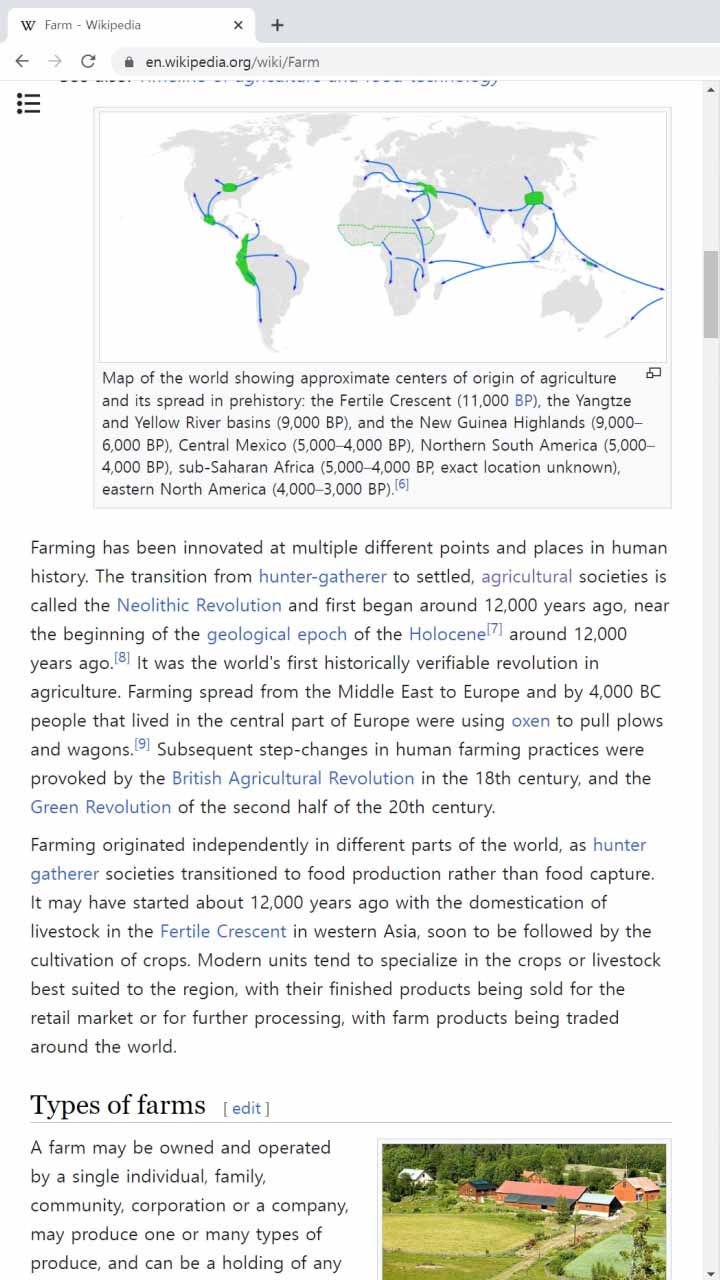 Farm - Wikipedia
en.wikipedia.org/wiki/Farm
See also: Timeline of agriculture and food technology
Map of the world showing approximate centers of origin of agriculture
and its spread in prehistory: the Fertile Crescent (11,000 BP), the Yangtze
and Yellow River basins (9,000 BP), and the New Guinea Highlands (9,000–
6,000 BP), Central Mexico (5,000–4,000 BP), Northern South America (5,000–
4,000 BP), sub-Saharan Africa (5,000–4,000 BP, exact location unknown),
eastern North America (4,000–3,000 BP).[6]
Farming has been innovated at multiple different points and places in human
history. The transition from hunter-gatherer to settled, agricultural societies is
called the Neolithic Revolution and first began around 12,000 years ago, near
the beginning of the geological epoch of the Holocene[7] around 12,000
years ago.[8] It was the world's first historically verifiable revolution in
agriculture. Farming spread from the Middle East to Europe and by 4,000 BC
people that lived in the central part of Europe were using oxen to pull plows
and wagons.[9] Subsequent step-changes in human farming practices were
provoked by the British Agricultural Revolution in the 18th century, and the
Green Revolution of the second half of the 20th century.
Farming originated independently in different parts of the world, as hunter
gatherer societies transitioned to food production rather than food capture.
It may have started about 12,000 years ago with the domestication of
livestock in the Fertile Crescent in western Asia, soon to be followed by the
cultivation of crops. Modern units tend to specialize in the crops or livestock
best suited to the region, with their finished products being sold for the
retail market or for further processing, with farm products being traded
around the world.
Types of farms [ edit ]
A farm may be owned and operated
by a single individual, family,
community, corporation or a company,
may produce one or many types of
produce, and can be a holding of any